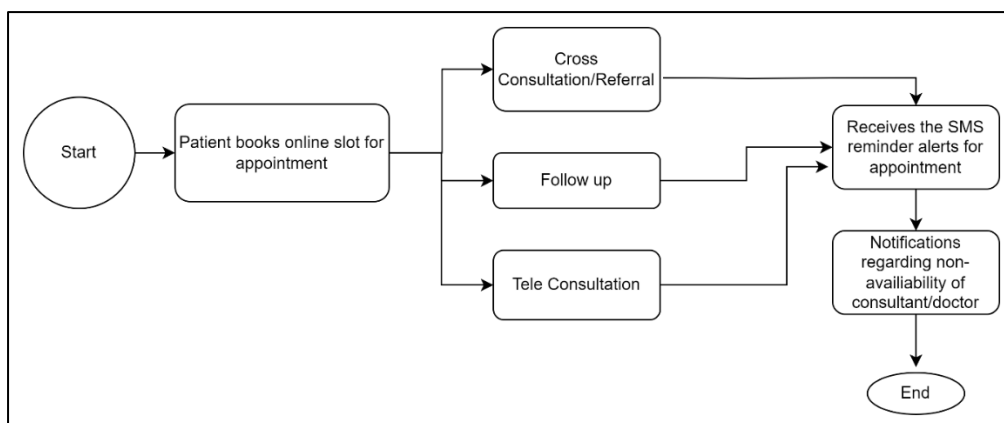 Start
Patient books online slot for
appointment
Cross
Consultation/Referral
Follow up
Tele Consultation
Receives the SMS
reminder alerts for
appointment
Notifications
regarding non-
availiability of
consultant/doctor
End